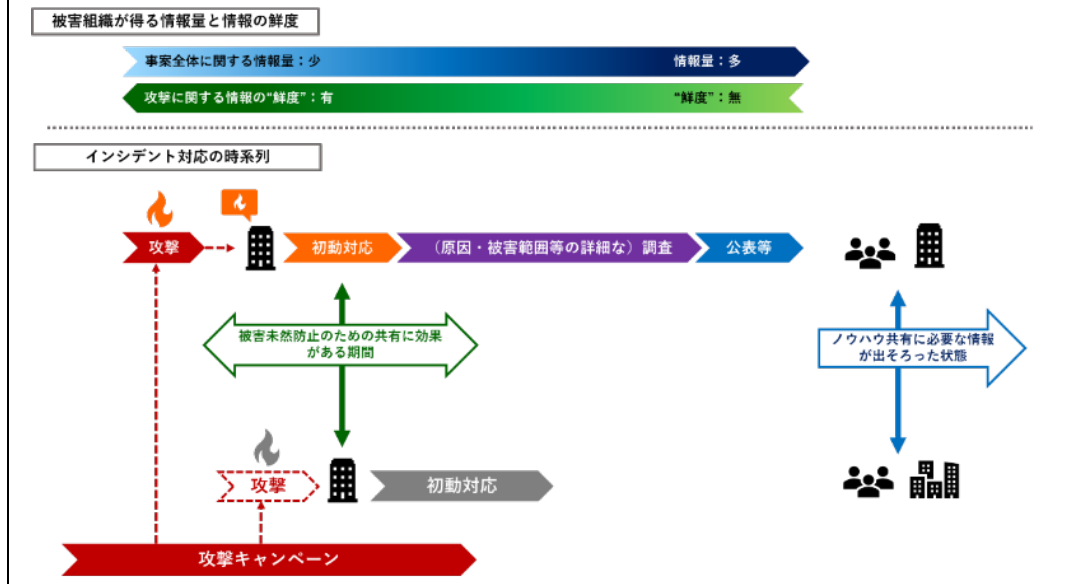 被害組織が得る情報量と情報の鮮度
事案全体に関する情報量：少
情報量：多
攻撃に関する情報の“鮮度”：有
“鮮度”：無
インシデント対応の時系列
攻撃
初動対応
（原因・被害範囲等の詳細な）調査
公表等
被害未然防止のための共有に効果
がある期間
ノウハウ共有に必要な情報
が出そろった状態
攻撃
初動対応
攻撃キャンペーン